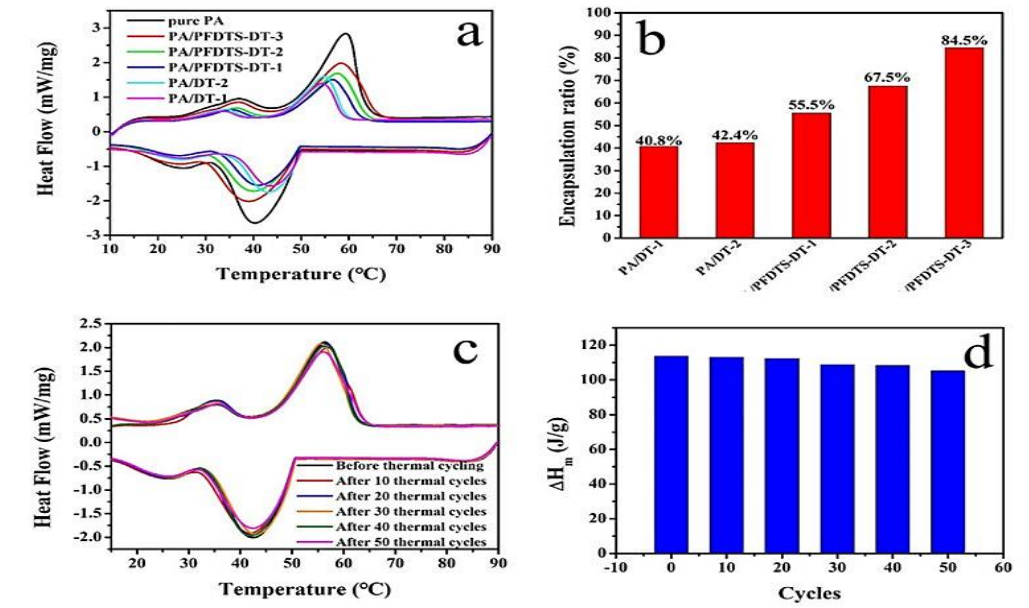 a
pure PA
PA/PFDTS-DT-3
PA/PFDTS-DT-2
PA/PFDTS-DT-1
PA/DT-2
PA/DT-1
Heat Flow (mW/mg)
3
2
1
0
-1
-2
-3
10 20 30 40 50 60 70 80 90
Temperature (°C)
b
Encapsulation ratio (%)
100
90
80
70
60
50
40
30
20
10
0
40.8%
42.4%
55.5%
67.5%
84.5%
PA/DT-1
PA/DT-2
/PFDTS-DT-1
/PFDTS-DT-2
/PFDTS-DT-3
c
Heat Flow (mW/mg)
2.5
2.0
1.5
1.0
0.5
0.0
-0.5
-1.0
-1.5
-2.0
Before thermal cycling
After 10 thermal cycles
After 20 thermal cycles
After 30 thermal cycles
After 40 thermal cycles
After 50 thermal cycles
20 30 40 50 60 70 80 90
Temperature (°C)
d
ΔHm (J/g)
120
100
80
60
40
20
0
-10 0 10 20 30 40 50 60
Cycles